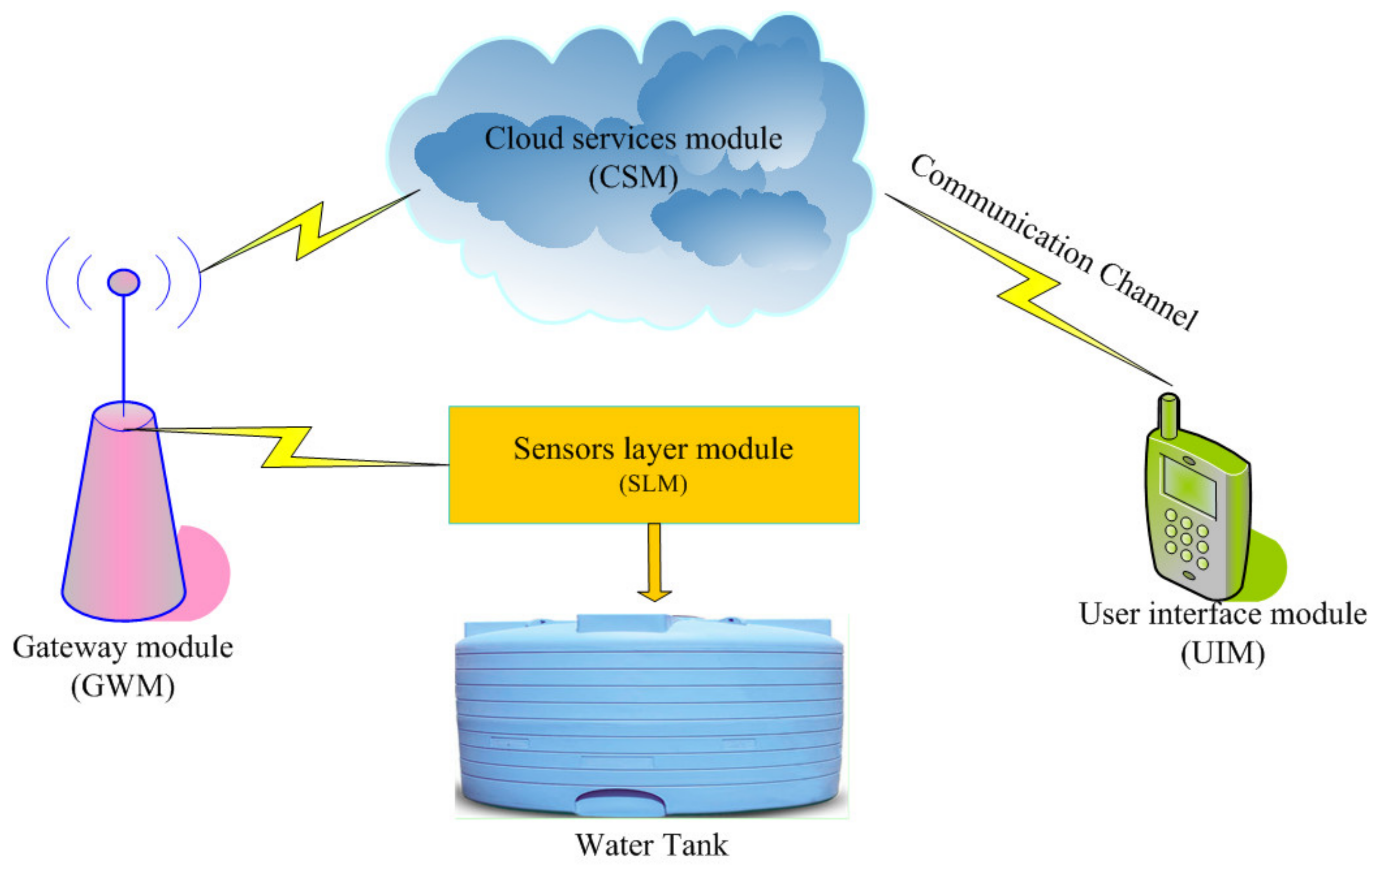 Cloud services module
(CSM)
Communication Channel
Sensors layer module
(SLM)
Gateway module
(GWM)
User interface module
(UIM)
Water Tank